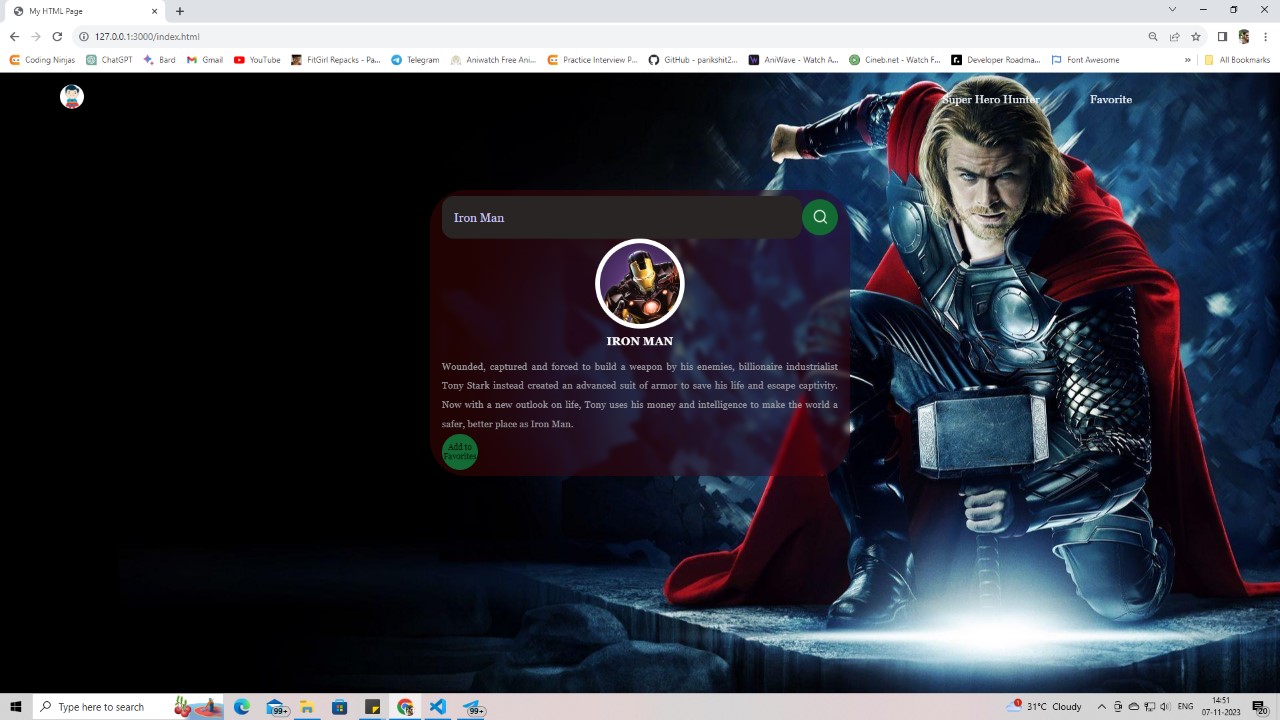 My HTML Page
127.0.0.1:3000/index.html
Coding Ninjas
ChatGPT
Bard
Gmail
YouTube
FitGirl Repacks - Pa...
Telegram
Aniwatch Free Ani...
Practice Interview P...
GitHub - parikshit2...
AniWave - Watch A...
Cineb.net - Watch F...
Developer Roadma...
Font Awesome
»
All Bookmarks
Super Hero Hunter
Favorite
Iron Man
IRON MAN
Wounded, captured and forced to build a weapon by his enemies, billionaire industrialist
Tony Stark instead created an advanced suit of armor to save his life and escape captivity.
Now with a new outlook on life, Tony uses his money and intelligence to make the world a
safer, better place as Iron Man.
Add to
Favorites
Type here to search
99+
99+
1
31°C Cloudy
ENG
14:51
07-11-2023
20